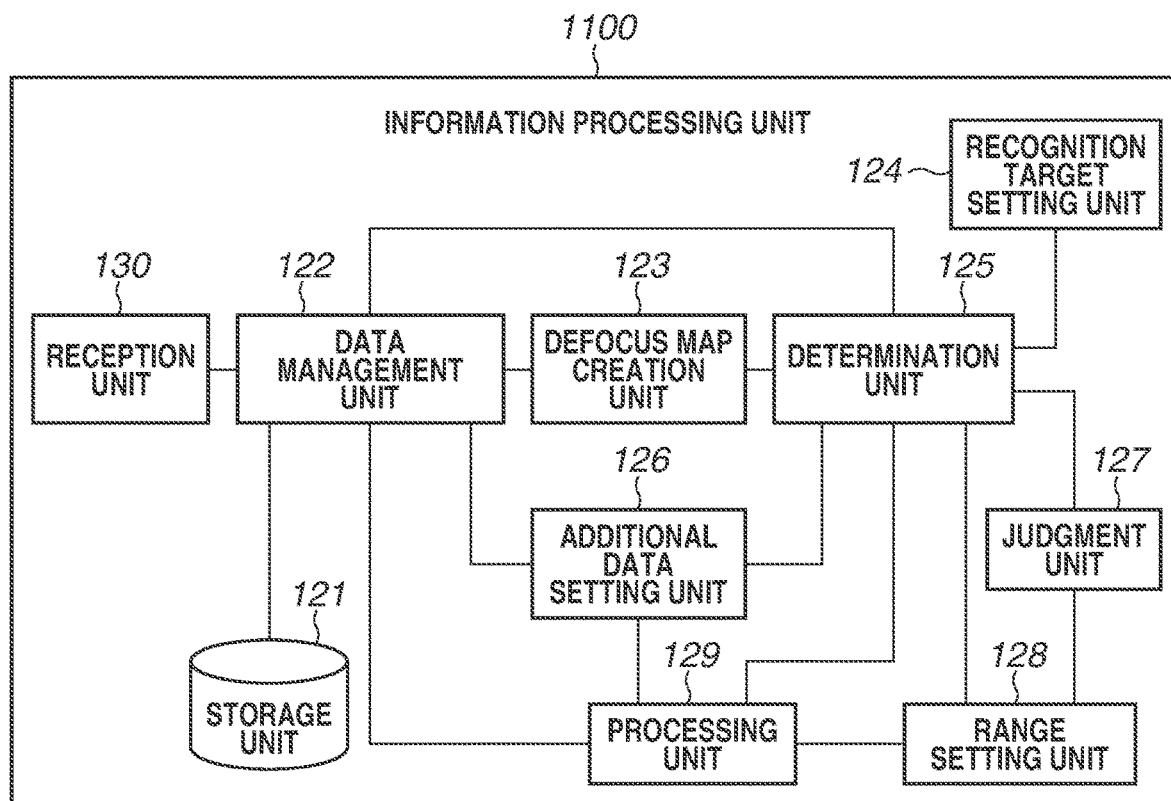 1100
INFORMATION PROCESSING UNIT
124
RECOGNITION
TARGET
SETTING UNIT
130
RECEPTION
UNIT
122
DATA
MANAGEMENT
UNIT
123
DEFOCUS MAP
CREATION
UNIT
125
DETERMINATION
UNIT
126
ADDITIONAL
DATA
SETTING UNIT
127
JUDGMENT
UNIT
121
STORAGE
UNIT
129
PROCESSING
UNIT
128
RANGE
SETTING UNIT